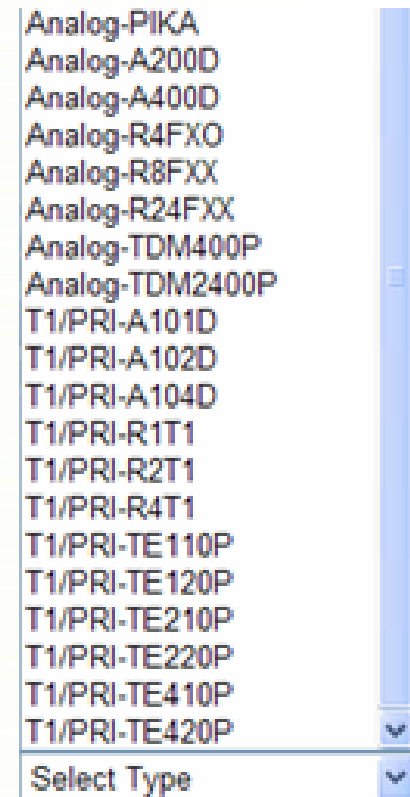 Analog-PIKA
Analog-A200D
Analog-A400D
Analog-R4FXO
Analog-R8FXX
Analog-R24FXX
Analog-TDM400P
Analog-TDM2400P
T1/PRI-A101D
T1/PRI-A102D
T1/PRI-A104D
T1/PRI-R1T1
T1/PRI-R2T1
T1/PRI-R4T1
T1/PRI-TE110P
T1/PRI-TE120P
T1/PRI-TE210P
T1/PRI-TE220P
T1/PRI-TE410P
T1/PRI-TE420P
Select Type